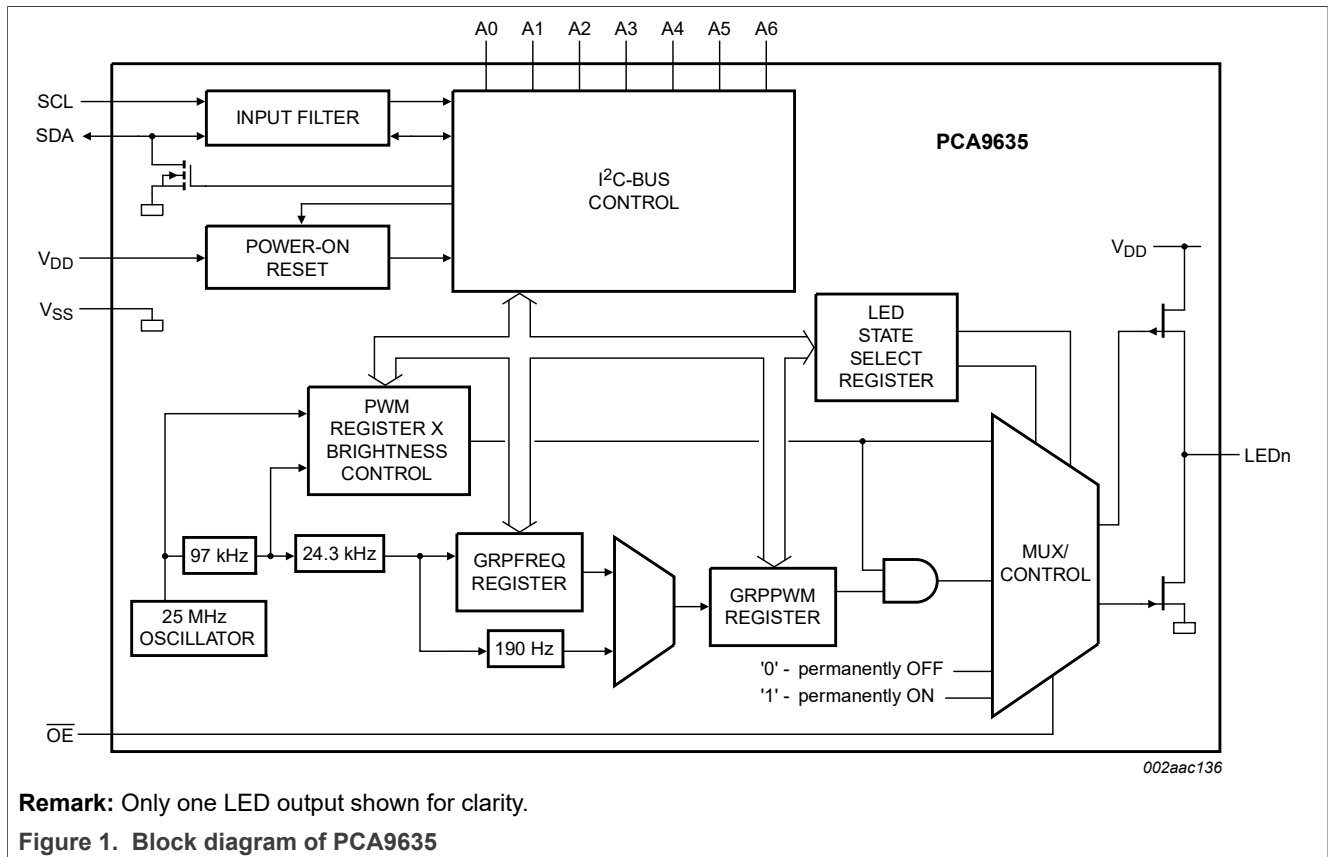 A0 A1 A2 A3 A4 A5 A6
SCL
SDA
INPUT FILTER
I²C-BUS
CONTROL
PCA9635
VDD
POWER-ON
RESET
VSS
VDD
LED
STATE
SELECT
REGISTER
PWM
REGISTER X
BRIGHTNESS
CONTROL
LEDn
97 kHz
24.3 kHz
GRPFREQ
REGISTER
GRPPWM
REGISTER
MUX/
CONTROL
25 MHz
OSCILLATOR
190 Hz
'0' - permanently OFF
'1' - permanently ON
O̅E̅
002aac136
Remark: Only one LED output shown for clarity.
Figure 1. Block diagram of PCA9635